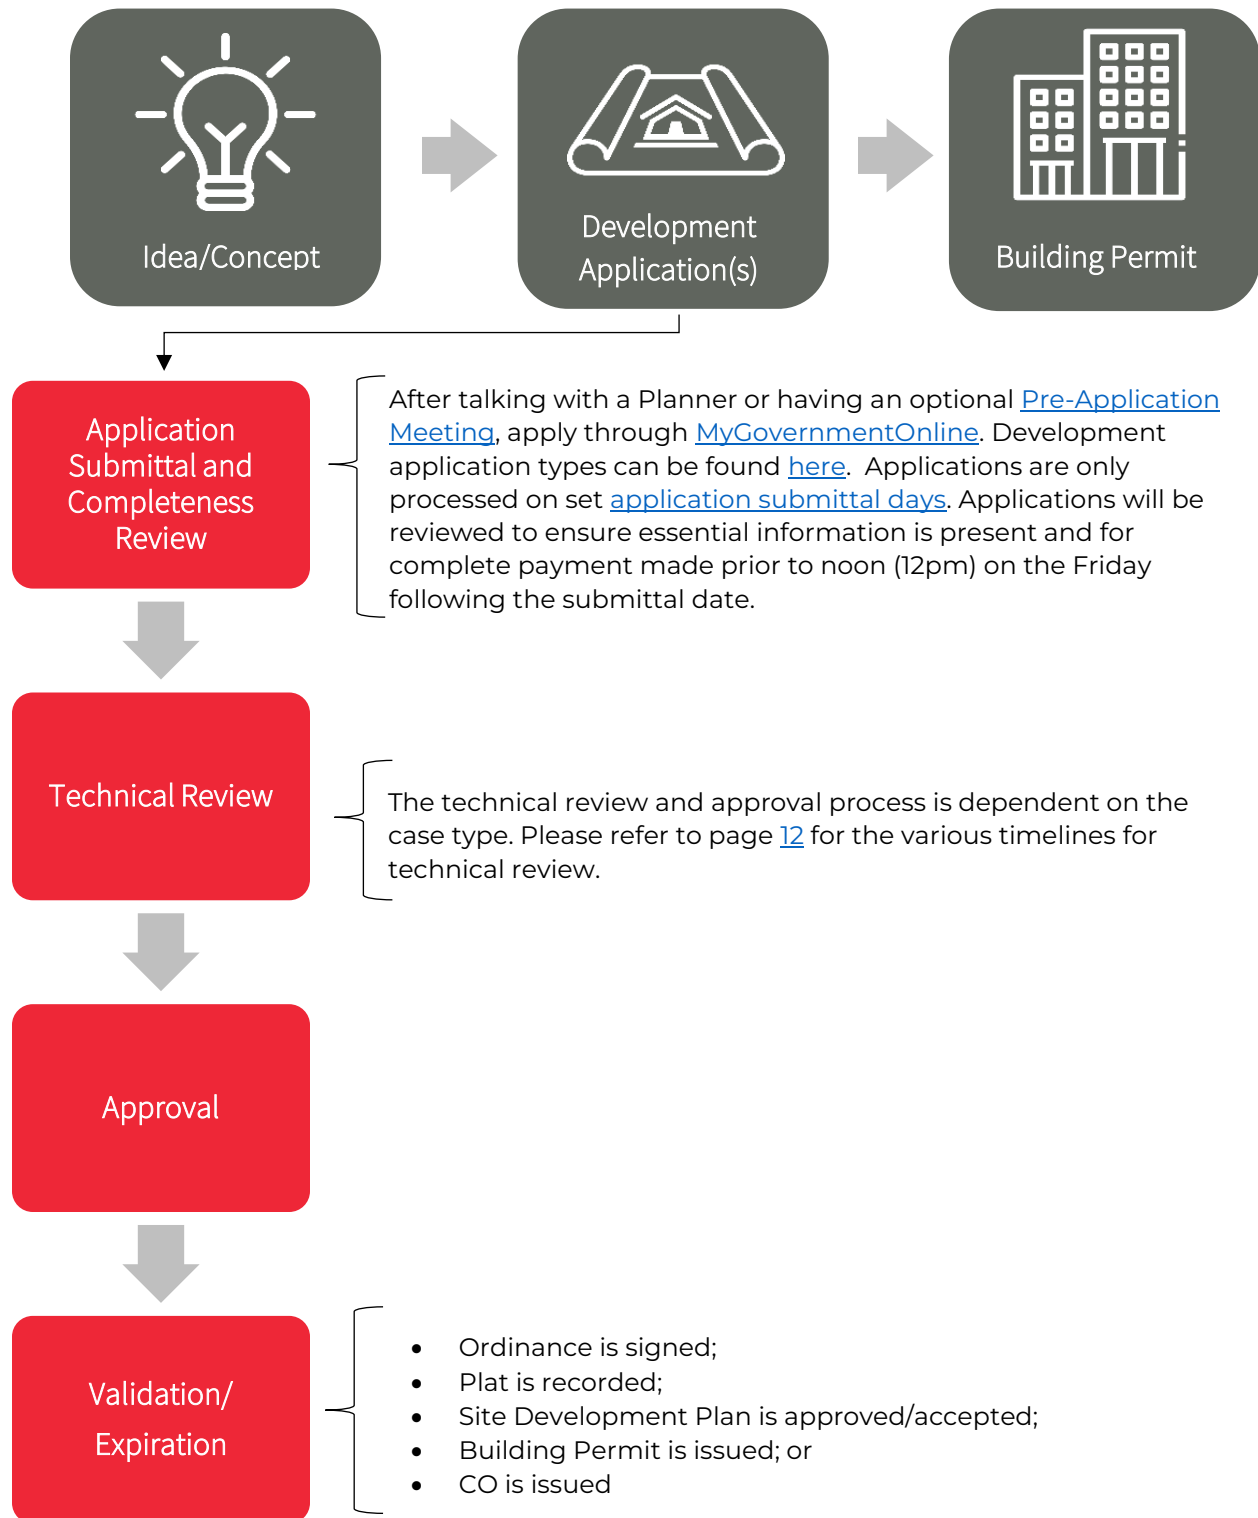 Idea/Concept
Development
Application(s)
Building Permit
Application
Submittal and
Completeness
Review
After talking with a Planner or having an optional Pre-Application
Meeting, apply through MyGovernmentOnline. Development
application types can be found here.  Applications are only
processed on set application submittal days. Applications will be
reviewed to ensure essential information is present and for
complete payment made prior to noon (12pm) on the Friday
following the submittal date.
Technical Review
The technical review and approval process is dependent on the
case type. Please refer to page 12 for the various timelines for
technical review.
Approval
Validation/
Expiration
• Ordinance is signed;
• Plat is recorded;
• Site Development Plan is approved/accepted;
• Building Permit is issued; or
• CO is issued